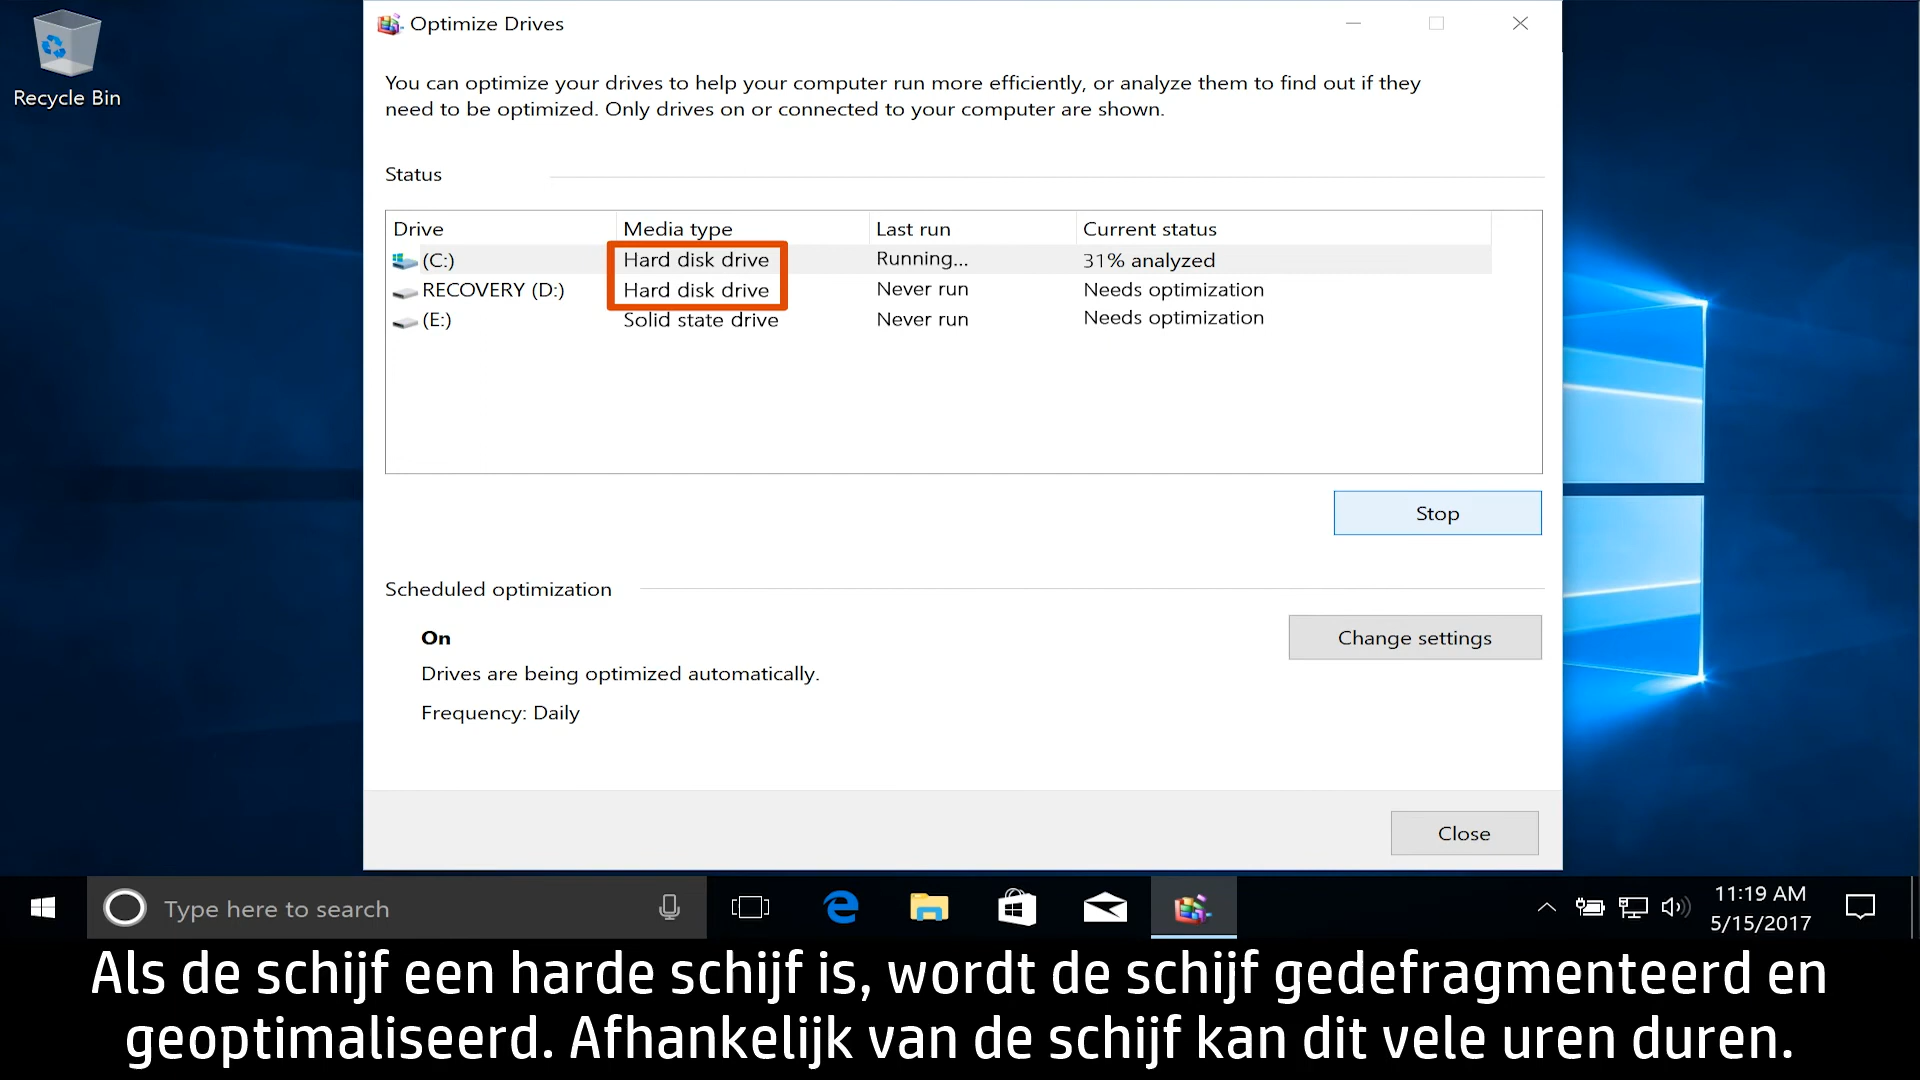 Recycle Bin
Optimize Drives
You can optimize your drives to help your computer run more efficiently, or analyze them to find out if they
need to be optimized. Only drives on or connected to your computer are shown.
Status
Drive Media type Last run Current status
(C:) Hard disk drive Running... 31% analyzed
RECOVERY (D:) Hard disk drive Never run Needs optimization
(E:) Solid state drive Never run Needs optimization
Stop
Scheduled optimization
On
Change settings
Drives are being optimized automatically.
Frequency: Daily
Close
Type here to search
11:19 AM
5/15/2017
Als de schijf een harde schijf is, wordt de schijf gedefragmenteerd en
geoptimaliseerd. Afhankelijk van de schijf kan dit vele uren duren.